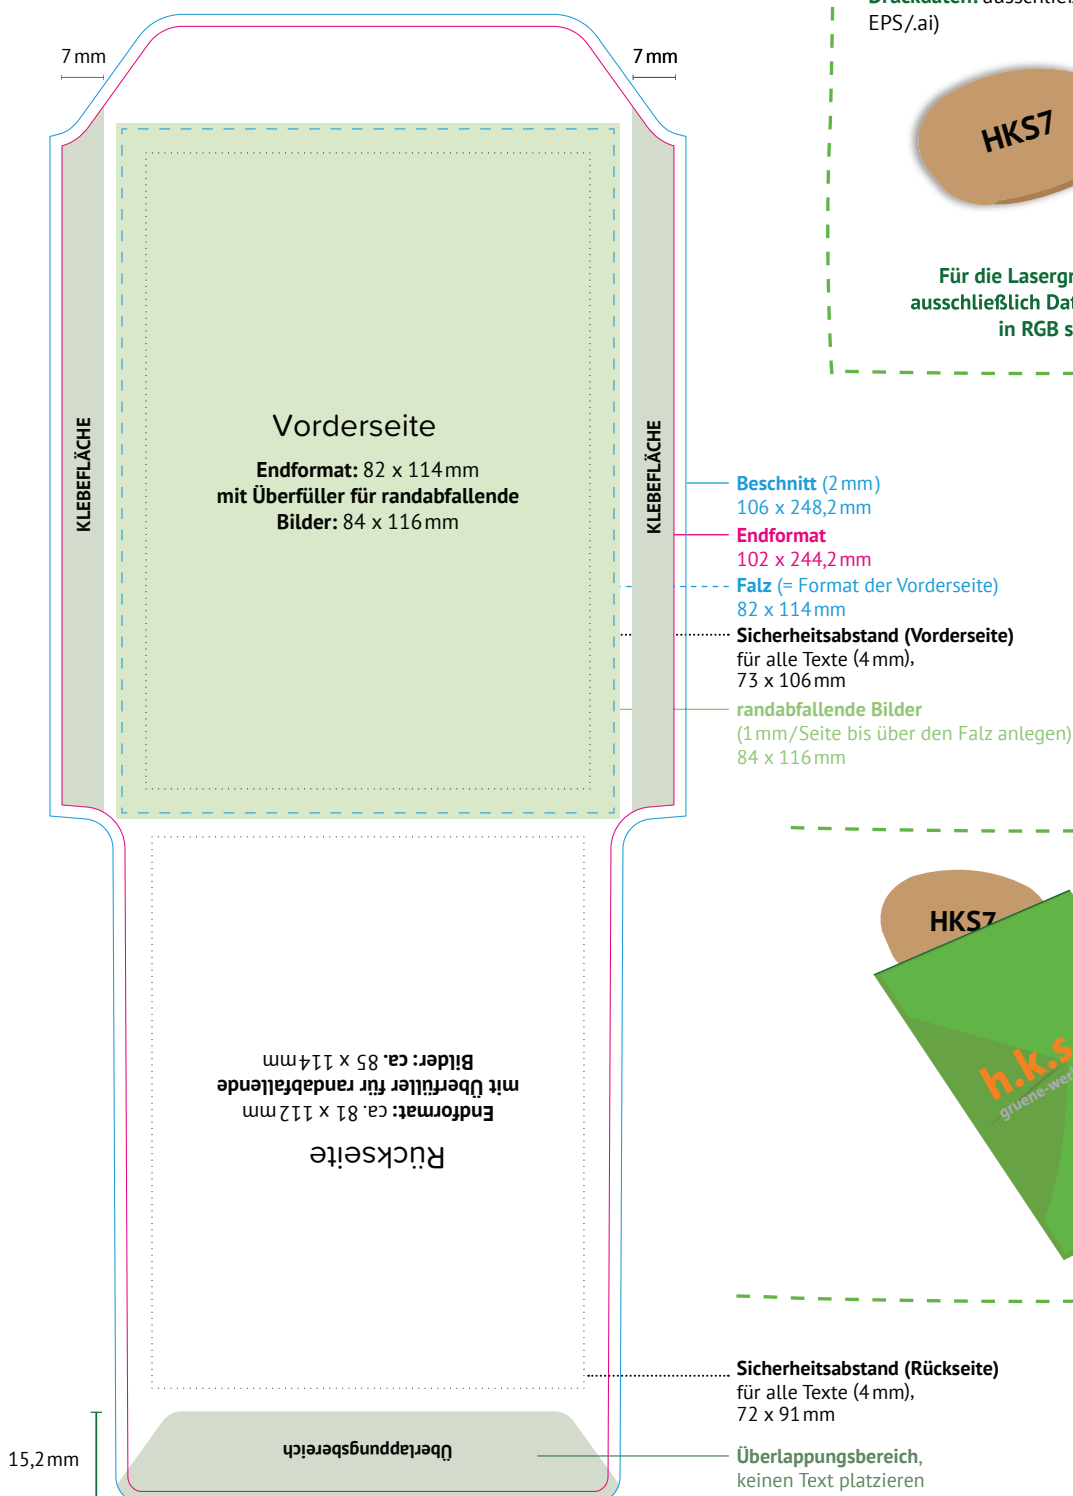 Druckdaten:
EPS/.ai)
7 mm
7 mm
HKS7
Für die
ausschließlich
in RGB
KLEBEFLÄCHE
KLEBEFLÄCHE
Vorderseite
Endformat: 82 x 114 mm
mit Überfüller für randabfallende
Bilder: 84 x 116 mm
Beschnitt (2 mm)
106 x 248,2 mm
Endformat
102 x 244,2 mm
Falz (= Format der Vorderseite)
82 x 114 mm
Sicherheitsabstand (Vorderseite)
für alle Texte (4 mm),
73 x 106 mm
randabfallende Bilder
(1 mm/Seite bis über den Falz anlegen)
84 x 116 mm
HKS7
h.k.s
Rückseite
Endformat: ca. 81 x 112 mm
mit Überfüller für randabfallende
Bilder: ca. 85 x 114 mm
Sicherheitsabstand (Rückseite)
für alle Texte (4 mm),
72 x 91 mm
Überlappungsbereich
15,2 mm
Überlappungsbereich,
keinen Text platzieren